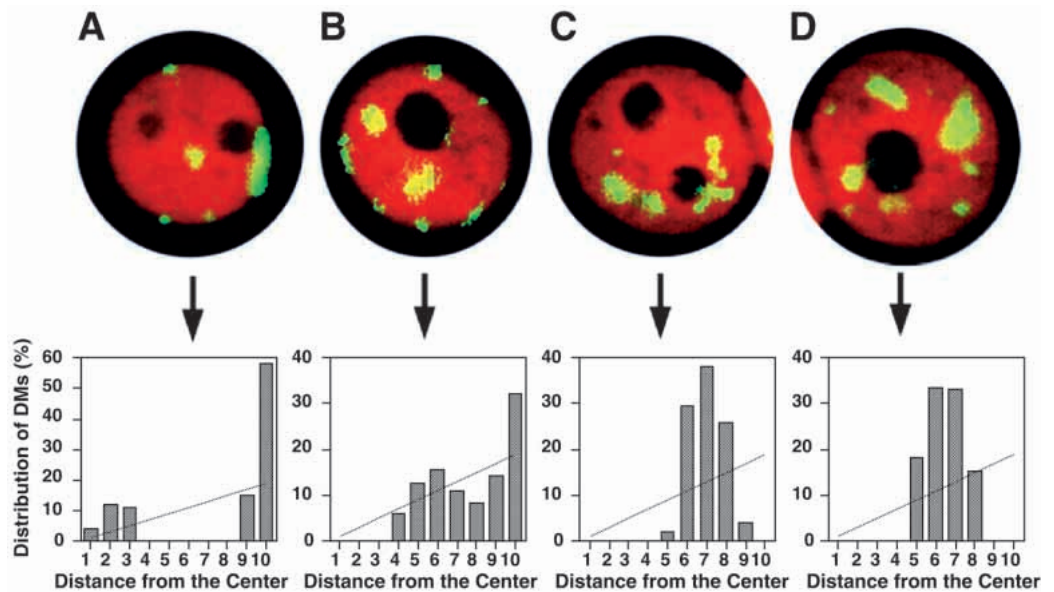 A B C D
Distribution of DMs (%)
60 40 40 40
50
40 30 30 30
30 20 20 20
20
10 10 10 10
0 0 0 0
1 2 3 4 5 6 7 8 9 10 1 2 3 4 5 6 7 8 9 10 1 2 3 4 5 6 7 8 9 10 1 2 3 4 5 6 7 8 9 10
Distance from the Center Distance from the Center Distance from the Center Distance from the Center